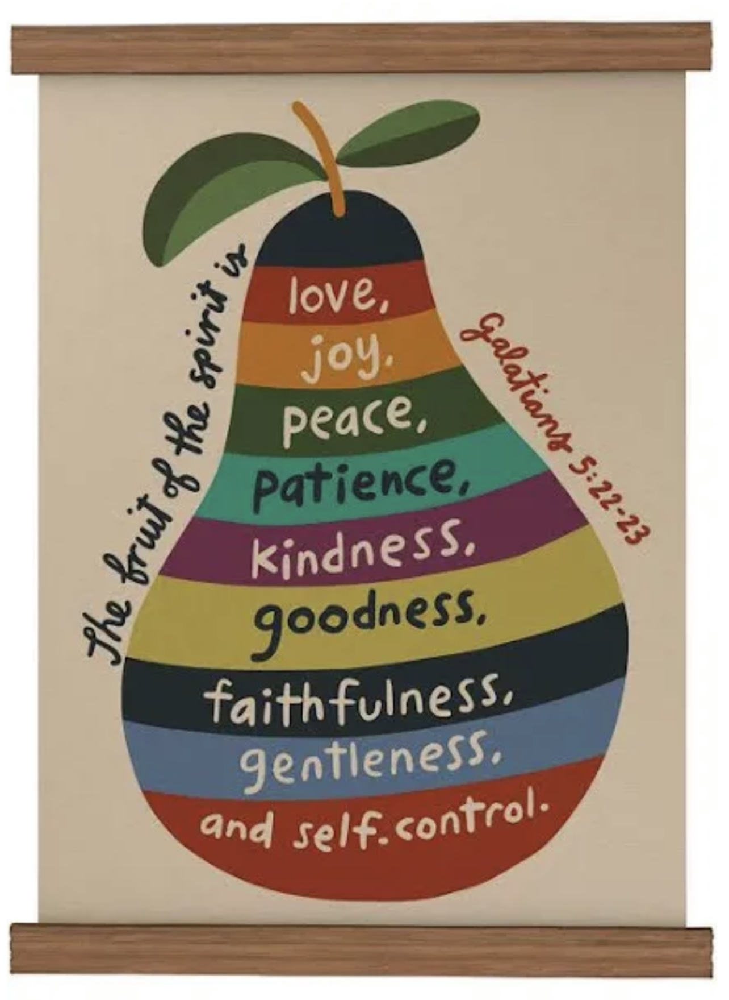 The fruit of the spirit is
love,
joy.
peace,
patience,
kindness,
goodness,
faithfulness,
gentleness,
and self-control.
Galatians 5:22-23